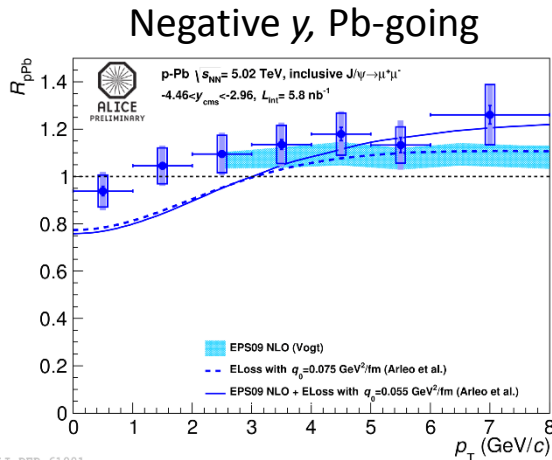 Negative y, Pb-going
R_pPb
1.4
1.2
1
0.8
0.6
0.4
0.2
0
ALICE
PRELIMINARY
p-Pb √s_NN = 5.02 TeV, inclusive J/ψ→μ⁺μ⁻
-4.46<y_cms<-2.96, L_int = 5.8 nb⁻¹
EPS09 NLO (Vogt)
ELoss with q₀=0.075 GeV²/fm (Arleo et al.)
EPS09 NLO + ELoss with q₀=0.055 GeV²/fm (Arleo et al.)
0 1 2 3 4 5 6 7 8
p_T (GeV/c)